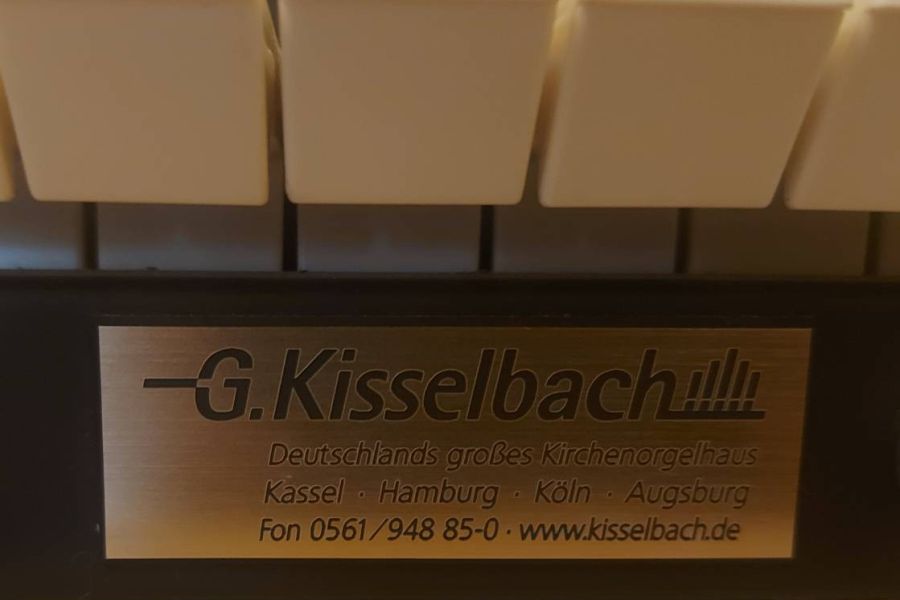 G.Kisselbach
Deutschlands großes Kirchenorgelhaus
Kassel · Hamburg · Köln · Augsburg
Fon 0561/948 85-0 · www.kisselbach.de